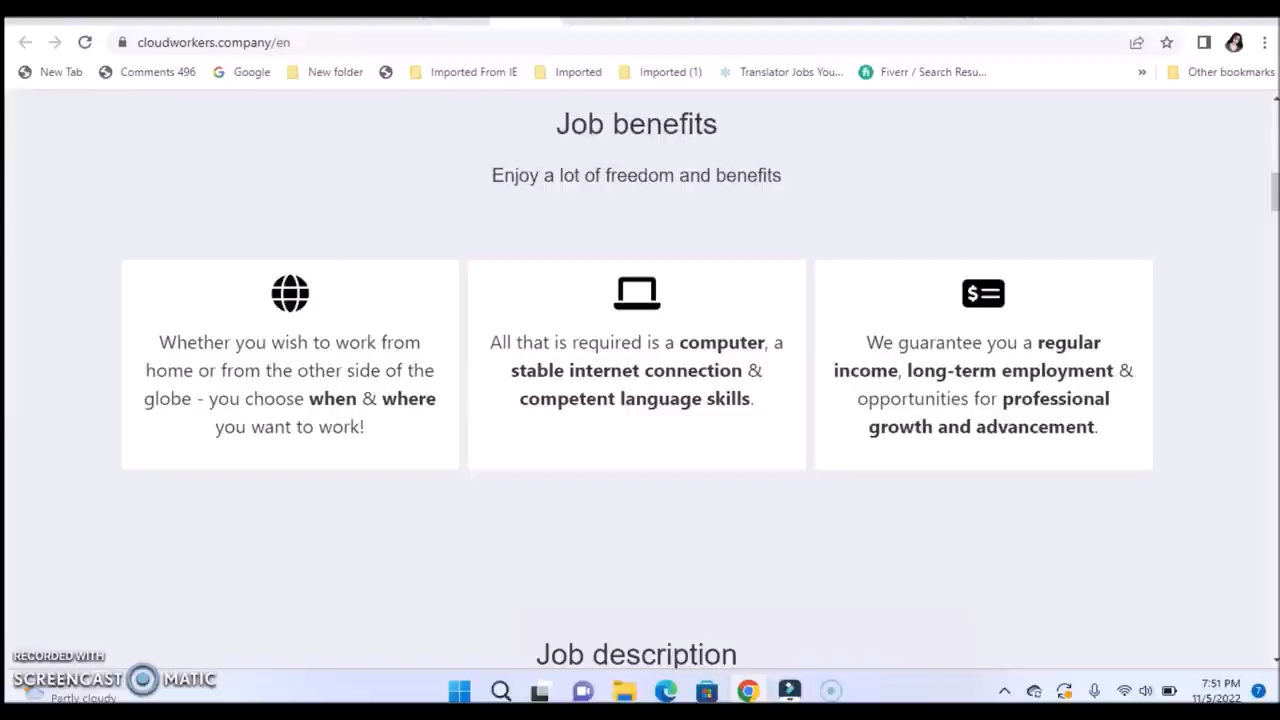 cloudworkers.company/en
New Tab
Comments 496
Google
New folder
Imported From IE
Imported
Imported (1)
Translator Jobs You...
Fiverr / Search Resu...
»
Other bookmarks
Job benefits
Enjoy a lot of freedom and benefits
Whether you wish to work from
home or from the other side of the
globe - you choose when & where
you want to work!
All that is required is a computer, a
stable internet connection &
competent language skills.
We guarantee you a regular
income, long-term employment &
opportunities for professional
growth and advancement.
Job description
RECORDED WITH
SCREENCAST MATIC
Partly cloudy
7:51 PM
11/5/2022
7